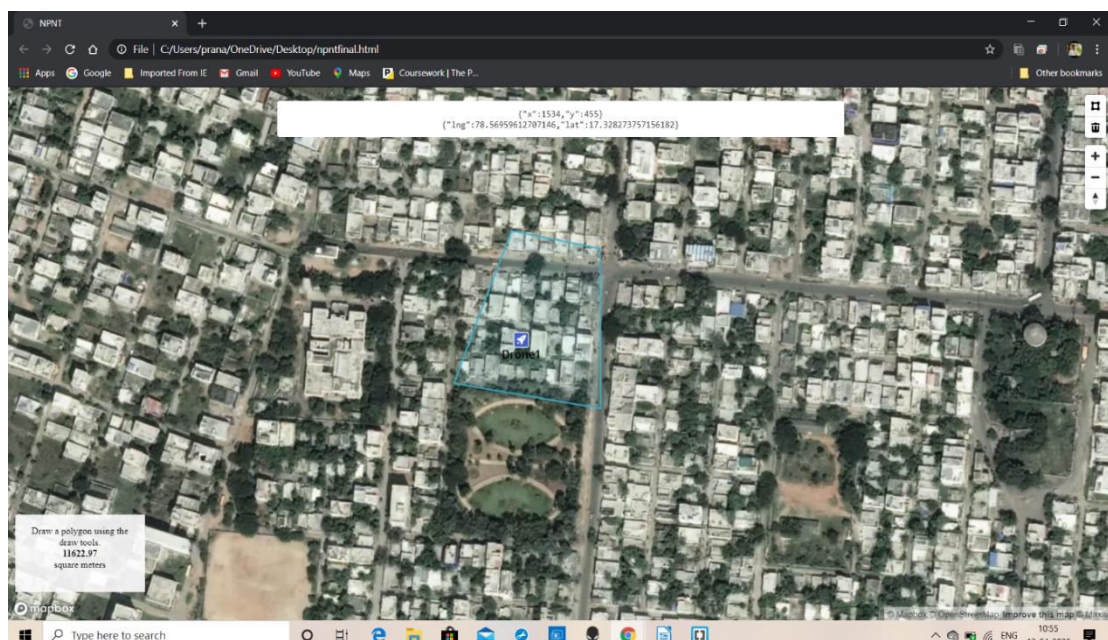 NPNT
File | C:/Users/prana/OneDrive/Desktop/npntfinal.html
Apps Google Imported From IE Gmail YouTube Maps Coursework | The P... Other bookmarks
{"x":1534,"y":455}
{"lng":78.56959612707146,"lat":17.328273757156182}
Drone1
Draw a polygon using the
draw tools.
11622.97
square meters
mapbox
© Mapbox © OpenStreetMap Improve this map © Maxar
Type here to search
ENG
10:55